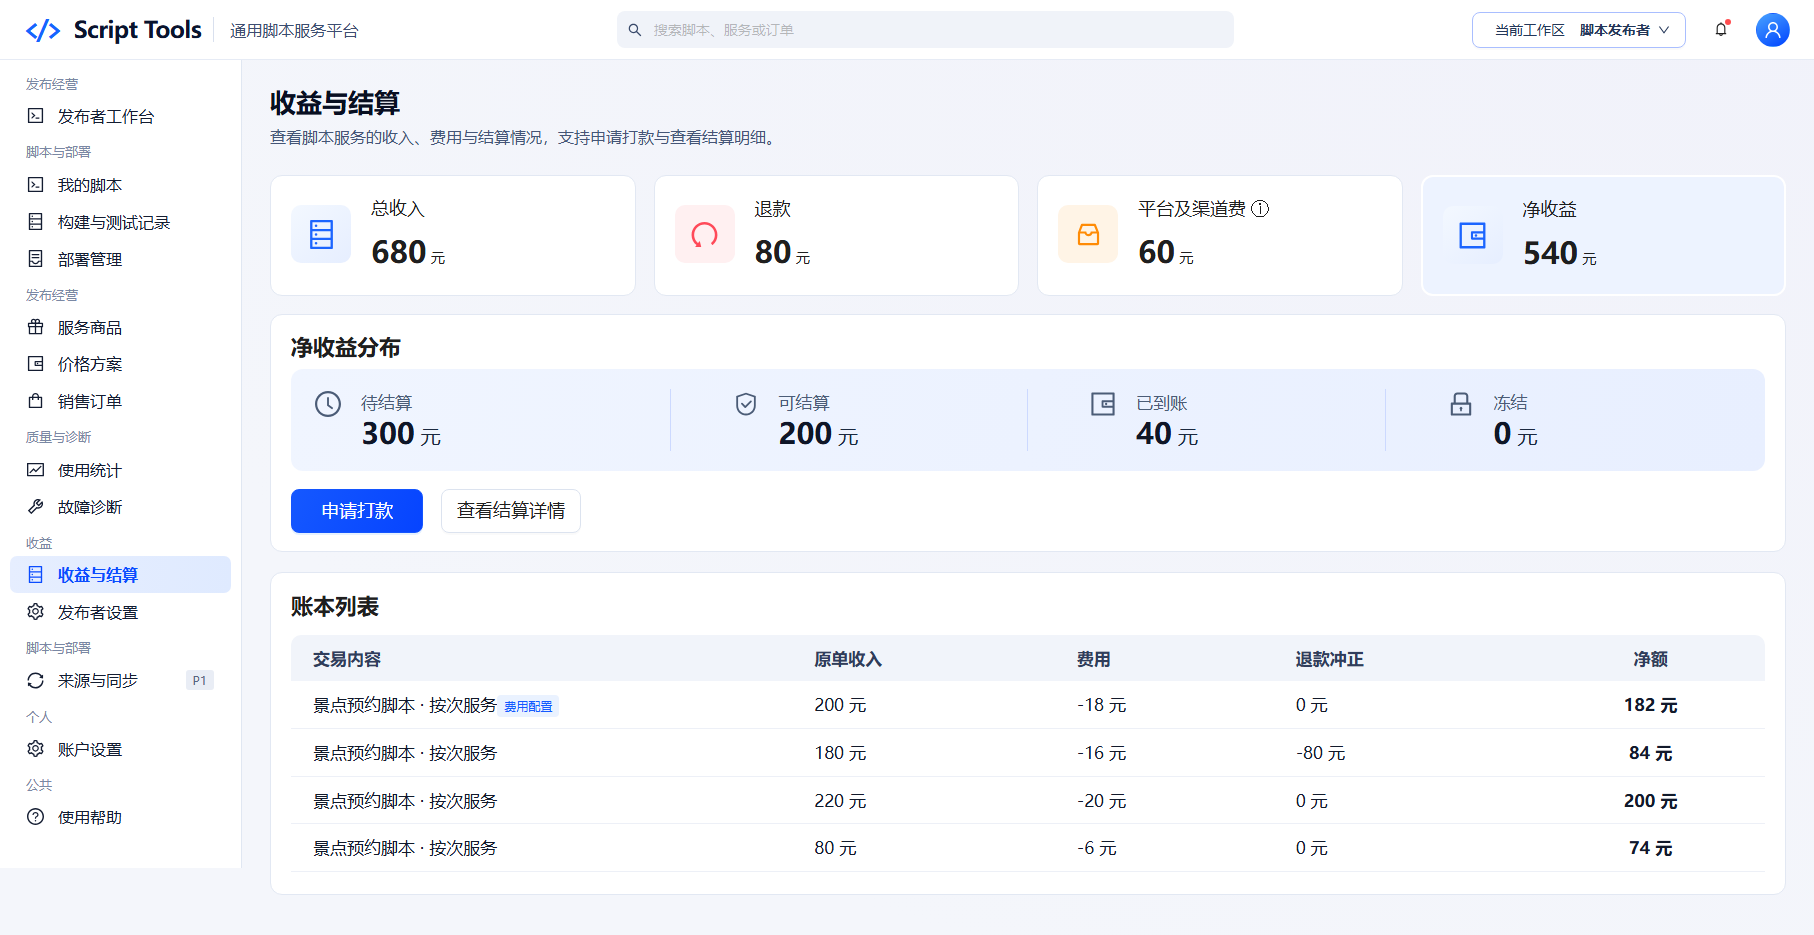 Script Tools
通用脚本服务平台
搜索脚本、服务或订单
当前工作区 脚本发布者
发布经营
发布者工作台
脚本与部署
我的脚本
构建与测试记录
部署管理
发布经营
服务商品
价格方案
销售订单
质量与诊断
使用统计
故障诊断
收益
收益与结算
发布者设置
脚本与部署
来源与同步 P1
个人
账户设置
公共
使用帮助
收益与结算
查看脚本服务的收入、费用与结算情况，支持申请打款与查看结算明细。
总收入
680 元
退款
80 元
平台及渠道费
60 元
净收益
540 元
净收益分布
待结算
300 元
可结算
200 元
已到账
40 元
冻结
0 元
申请打款 查看结算详情
账本列表
交易内容 原单收入 费用 退款冲正 净额
景点预约脚本 · 按次服务 费用配置 200 元 -18 元 0 元 182 元
景点预约脚本 · 按次服务 180 元 -16 元 -80 元 84 元
景点预约脚本 · 按次服务 220 元 -20 元 0 元 200 元
景点预约脚本 · 按次服务 80 元 -6 元 0 元 74 元